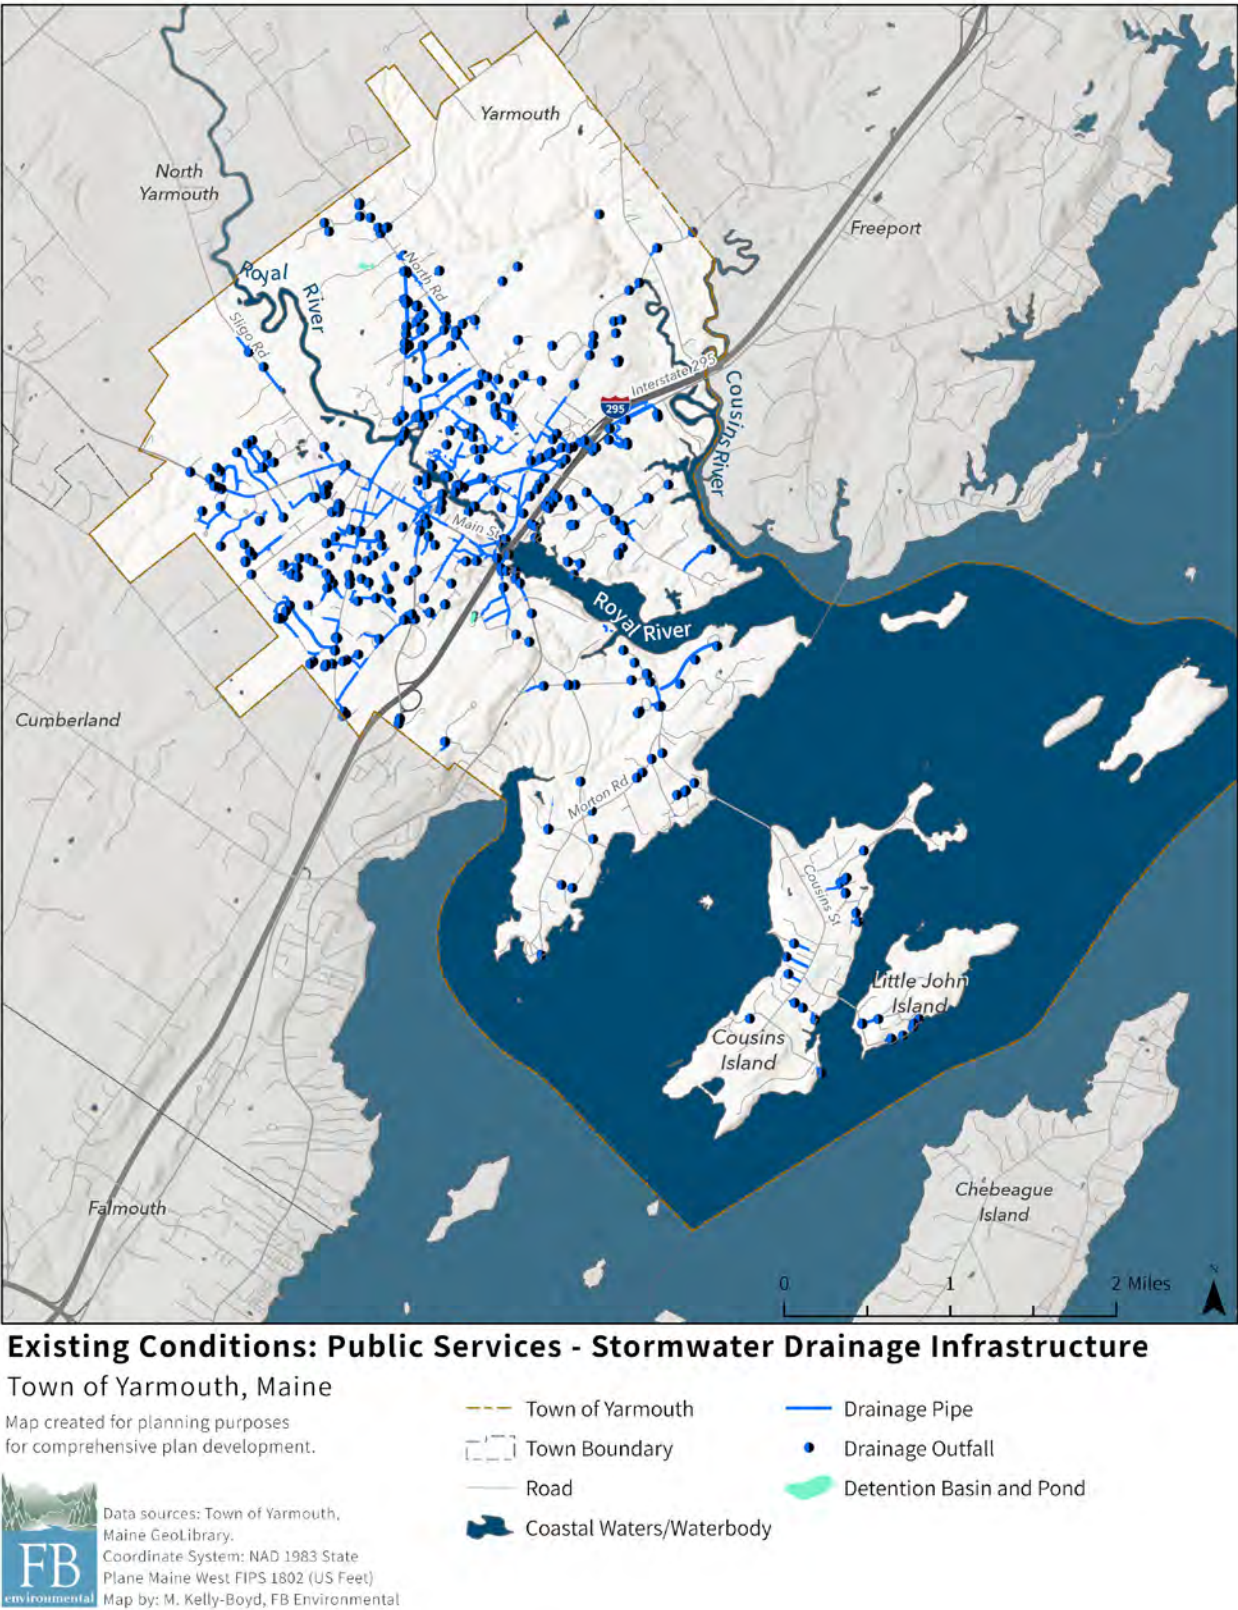 Yarmouth
North
Yarmouth
Freeport
Royal
River
North Rd
Sligo Rd
Interstate 295
295
Cousins River
Main St
Royal River
Cumberland
Morton Rd
Cousins St
Little John
Island
Cousins
Island
Chebeague
Island
Falmouth
0 1 2 Miles
N
Existing Conditions: Public Services - Stormwater Drainage Infrastructure
Town of Yarmouth, Maine
Map created for planning purposes
for comprehensive plan development.
Town of Yarmouth
Town Boundary
Road
Coastal Waters/Waterbody
Drainage Pipe
Drainage Outfall
Detention Basin and Pond
FB
environmental
Data sources: Town of Yarmouth,
Maine GeoLibrary.
Coordinate System: NAD 1983 State
Plane Maine West FIPS 1802 (US Feet)
Map by: M. Kelly-Boyd, FB Environmental